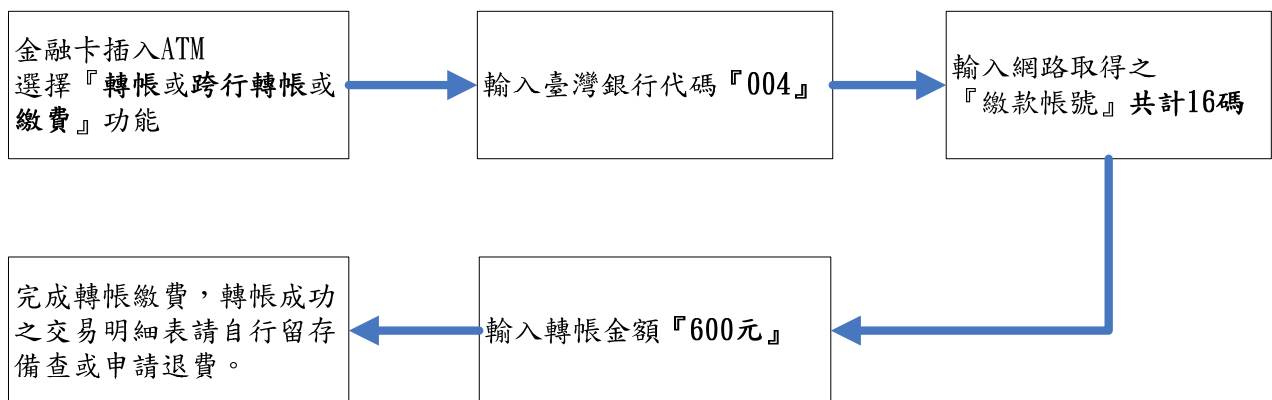 金融卡插入ATM
選擇『轉帳或跨行轉帳或
繳費』功能
輸入臺灣銀行代碼『004』
輸入網路取得之
『繳款帳號』共計16碼
輸入轉帳金額『600元』
完成轉帳繳費，轉帳成功
之交易明細表請自行留存
備查或申請退費。